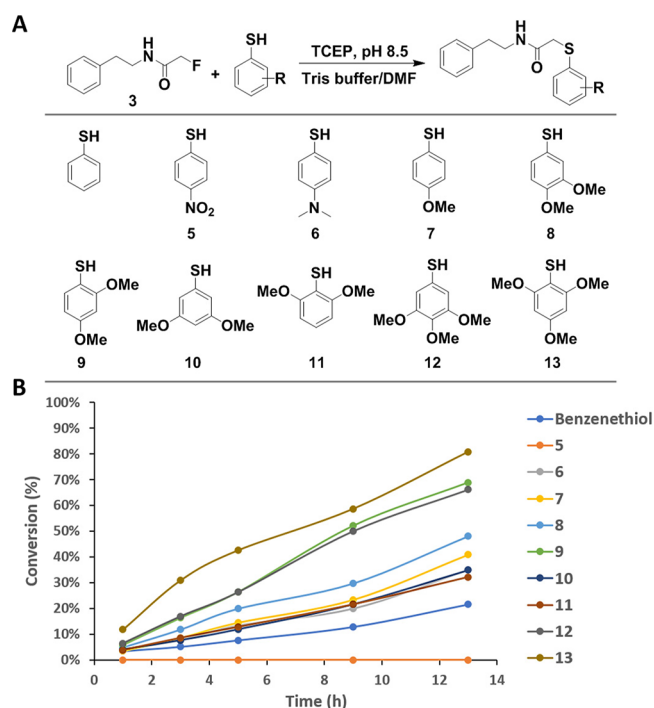 A
H
N
O
F
3
+
SH
R
TCEP, pH 8.5
Tris buffer/DMF
H
N
O
S
R
SH
SH
NO2
5
SH
N
6
SH
OMe
7
SH
OMe
OMe
8
SH
OMe
OMe
9
SH
MeO
OMe
10
SH
MeO
OMe
11
SH
MeO
OMe
OMe
12
SH
MeO
OMe
OMe
13
B
100%
90%
80%
70%
60%
50%
40%
30%
20%
10%
0%
Conversion (%)
0 2 4 6 8 10 12 14
Time (h)
Benzenethiol
5
6
7
8
9
10
11
12
13